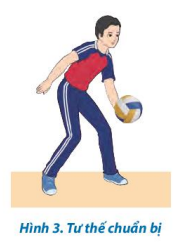 Hình 3. Tư thế chuẩn bị